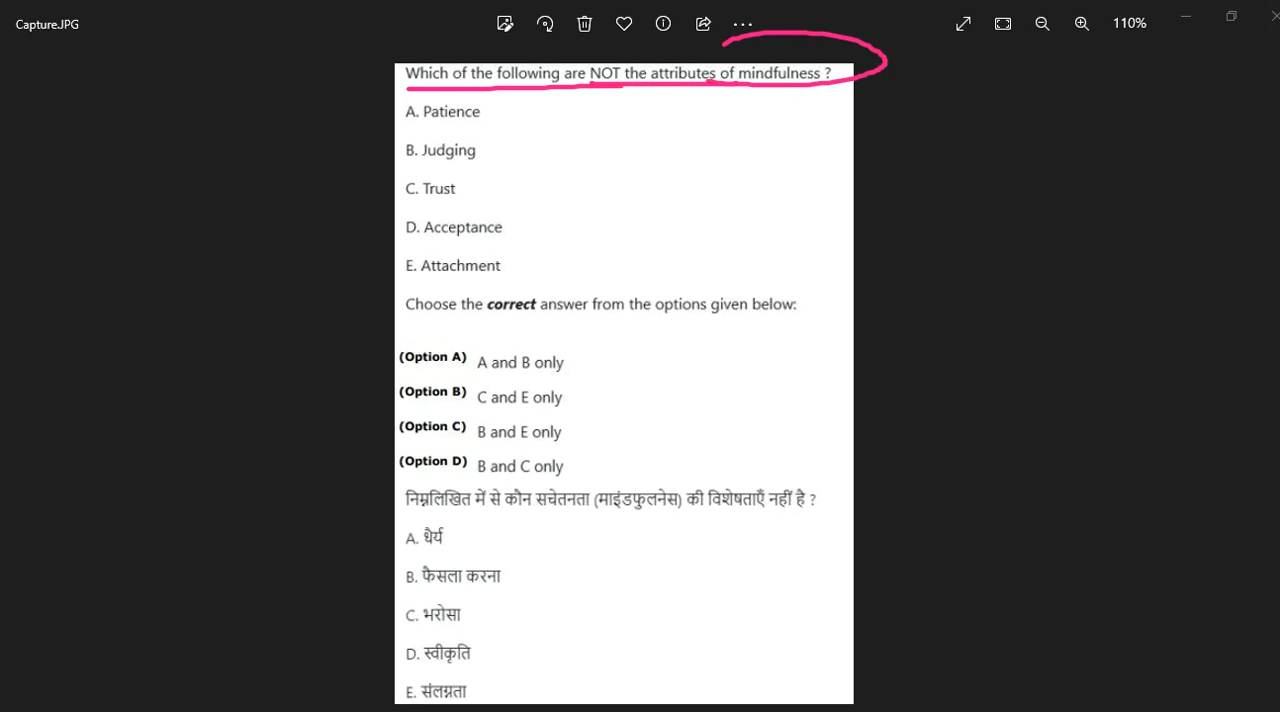 Capture.JPG
110%
Which of the following are NOT the attributes of mindfulness ?
A. Patience
B. Judging
C. Trust
D. Acceptance
E. Attachment
Choose the correct answer from the options given below:
(Option A) A and B only
(Option B) C and E only
(Option C) B and E only
(Option D) B and C only
निम्नलिखित में से कौन सचेतनता (माइंडफुलनेस) की विशेषताएँ नहीं है ?
A. धैर्य
B. फैसला करना
C. भरोसा
D. स्वीकृति
E. संलग्नता